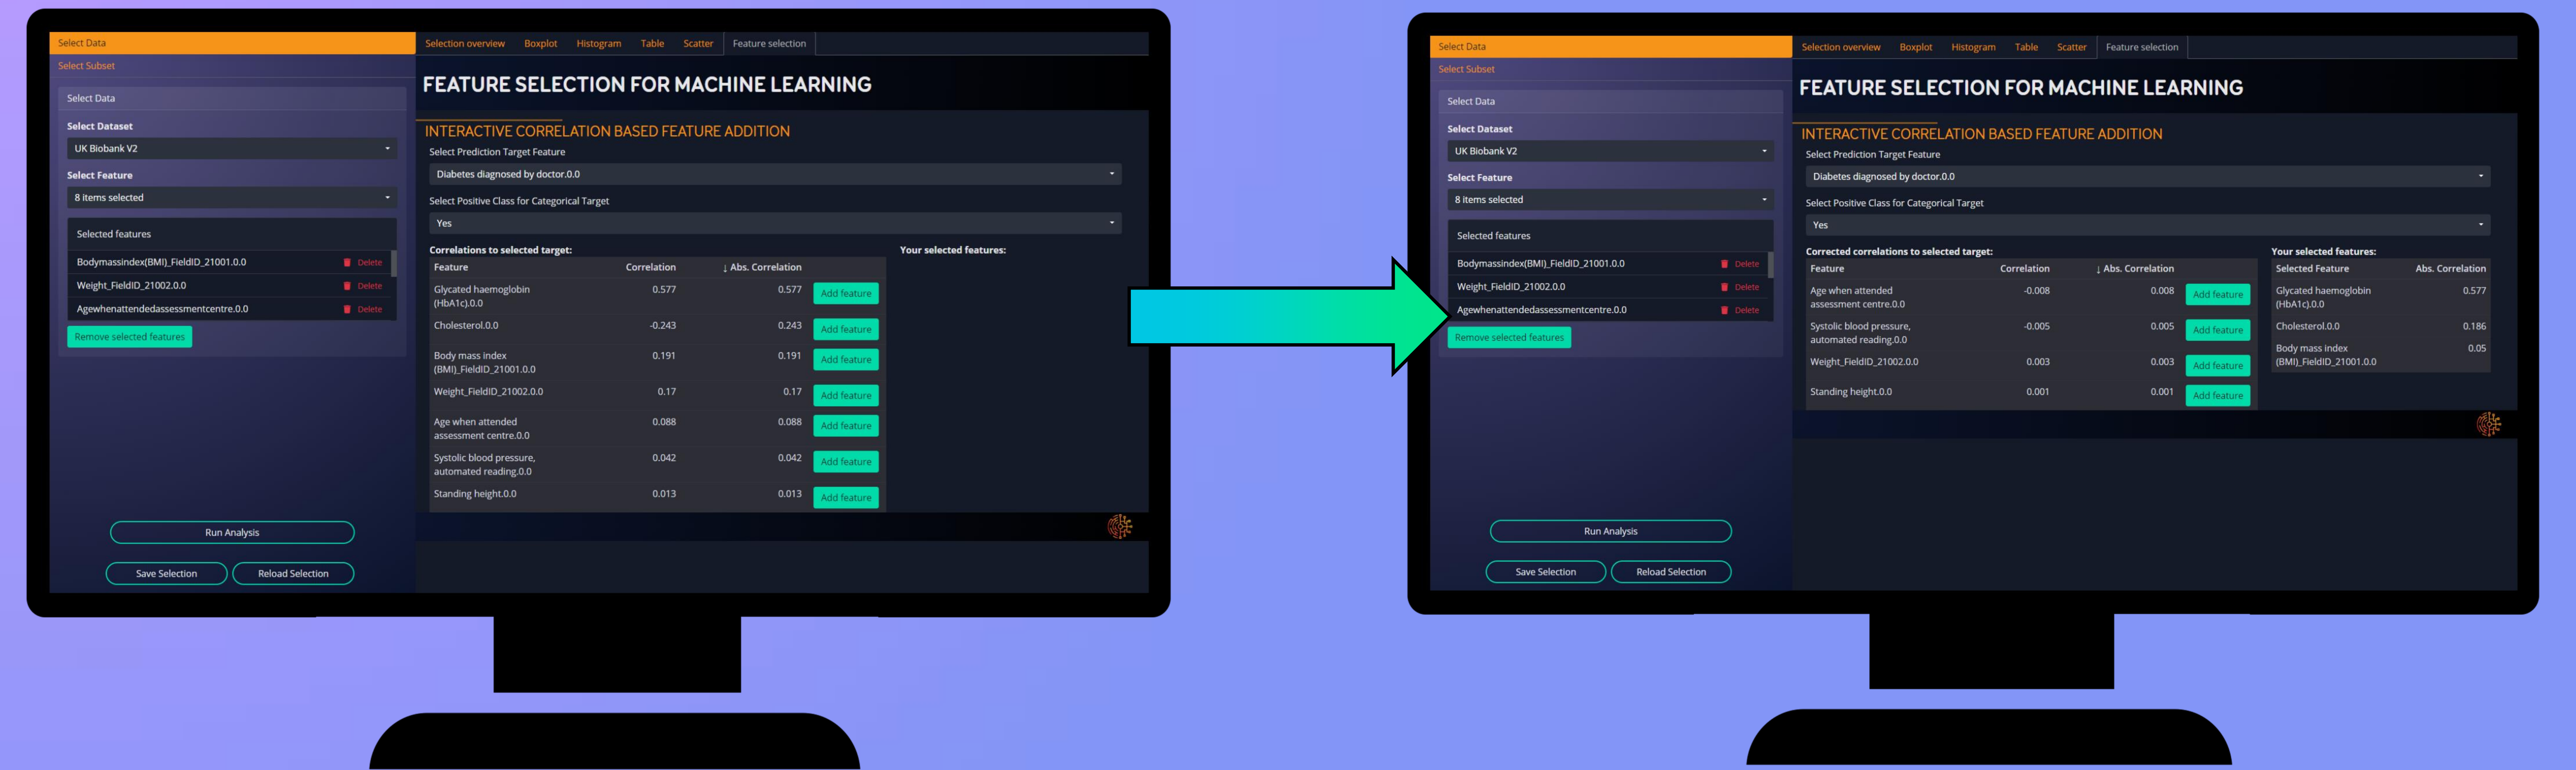 Select Data
Select Subset
Select Data
Select Dataset
UK Biobank V2
Select Feature
8 items selected
Selected features
Bodymassindex(BMI)_FieldID_21001.0.0 Delete
Weight_FieldID_21002.0.0 Delete
Agewhenattendedassessmentcentre.0.0 Delete
Remove selected features
Run Analysis
Save Selection Reload Selection
Selection overview Boxplot Histogram Table Scatter Feature selection
FEATURE SELECTION FOR MACHINE LEARNING
INTERACTIVE CORRELATION BASED FEATURE ADDITION
Select Prediction Target Feature
Diabetes diagnosed by doctor.0.0
Select Positive Class for Categorical Target
Yes
Correlations to selected target:
Feature Correlation ↓ Abs. Correlation
Glycated haemoglobin 0.577 0.577 Add feature
(HbA1c).0.0
Cholesterol.0.0 -0.243 0.243 Add feature
Body mass index 0.191 0.191 Add feature
(BMI)_FieldID_21001.0.0
Weight_FieldID_21002.0.0 0.17 0.17 Add feature
Age when attended 0.088 0.088 Add feature
assessment centre.0.0
Systolic blood pressure, 0.042 0.042 Add feature
automated reading.0.0
Standing height.0.0 0.013 0.013 Add feature
Your selected features:
Select Data
Select Subset
Select Data
Select Dataset
UK Biobank V2
Select Feature
8 items selected
Selected features
Bodymassindex(BMI)_FieldID_21001.0.0 Delete
Weight_FieldID_21002.0.0 Delete
Agewhenattendedassessmentcentre.0.0 Delete
Remove selected features
Run Analysis
Save Selection Reload Selection
Selection overview Boxplot Histogram Table Scatter Feature selection
FEATURE SELECTION FOR MACHINE LEARNING
INTERACTIVE CORRELATION BASED FEATURE ADDITION
Select Prediction Target Feature
Diabetes diagnosed by doctor.0.0
Select Positive Class for Categorical Target
Yes
Corrected correlations to selected target:
Feature Correlation ↓ Abs. Correlation
Age when attended -0.008 0.008 Add feature
assessment centre.0.0
Systolic blood pressure, -0.005 0.005 Add feature
automated reading.0.0
Weight_FieldID_21002.0.0 0.003 0.003 Add feature
Standing height.0.0 0.001 0.001 Add feature
Your selected features:
Selected Feature Abs. Correlation
Glycated haemoglobin 0.577
(HbA1c).0.0
Cholesterol.0.0 0.186
Body mass index 0.05
(BMI)_FieldID_21001.0.0